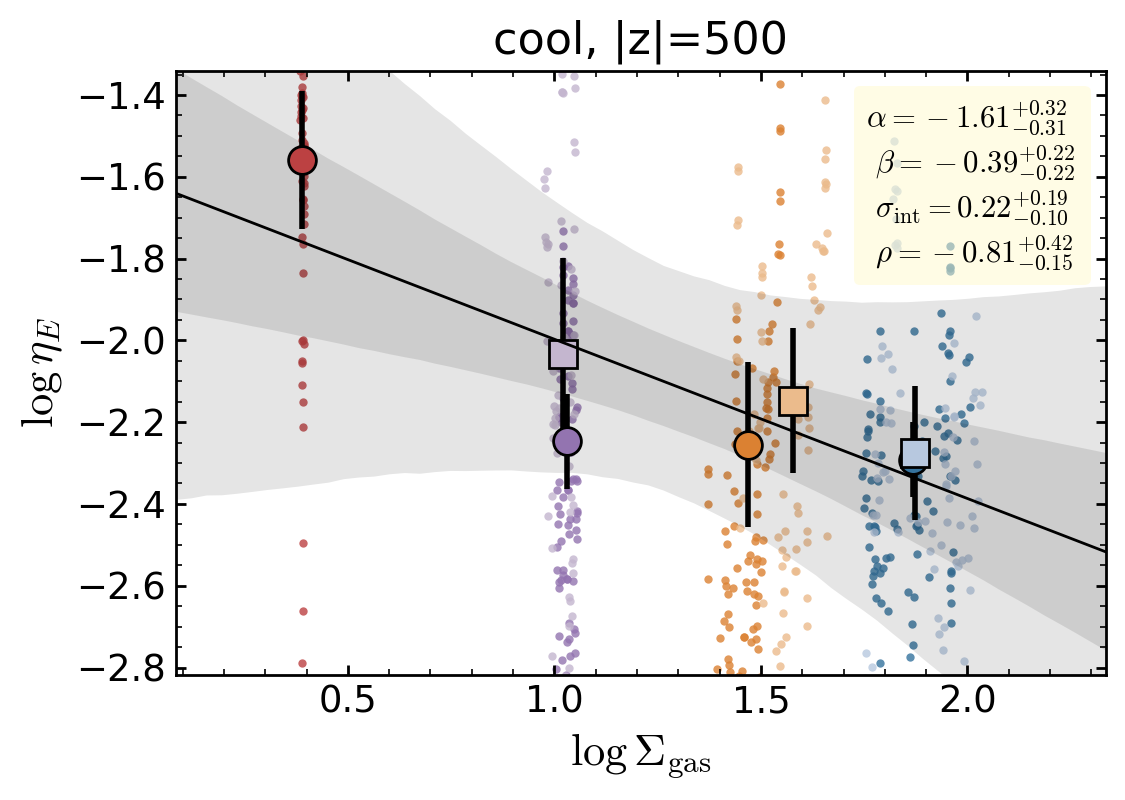 cool, |z|=500
−1.4
−1.6
−1.8
−2.0
−2.2
−2.4
−2.6
−2.8
log η_E
α = −1.61^{+0.32}_{−0.31}
β = −0.39^{+0.22}_{−0.22}
σ_int = 0.22^{+0.19}_{−0.10}
ρ = −0.81^{+0.42}_{−0.15}
0.5 1.0 1.5 2.0
log Σ_gas